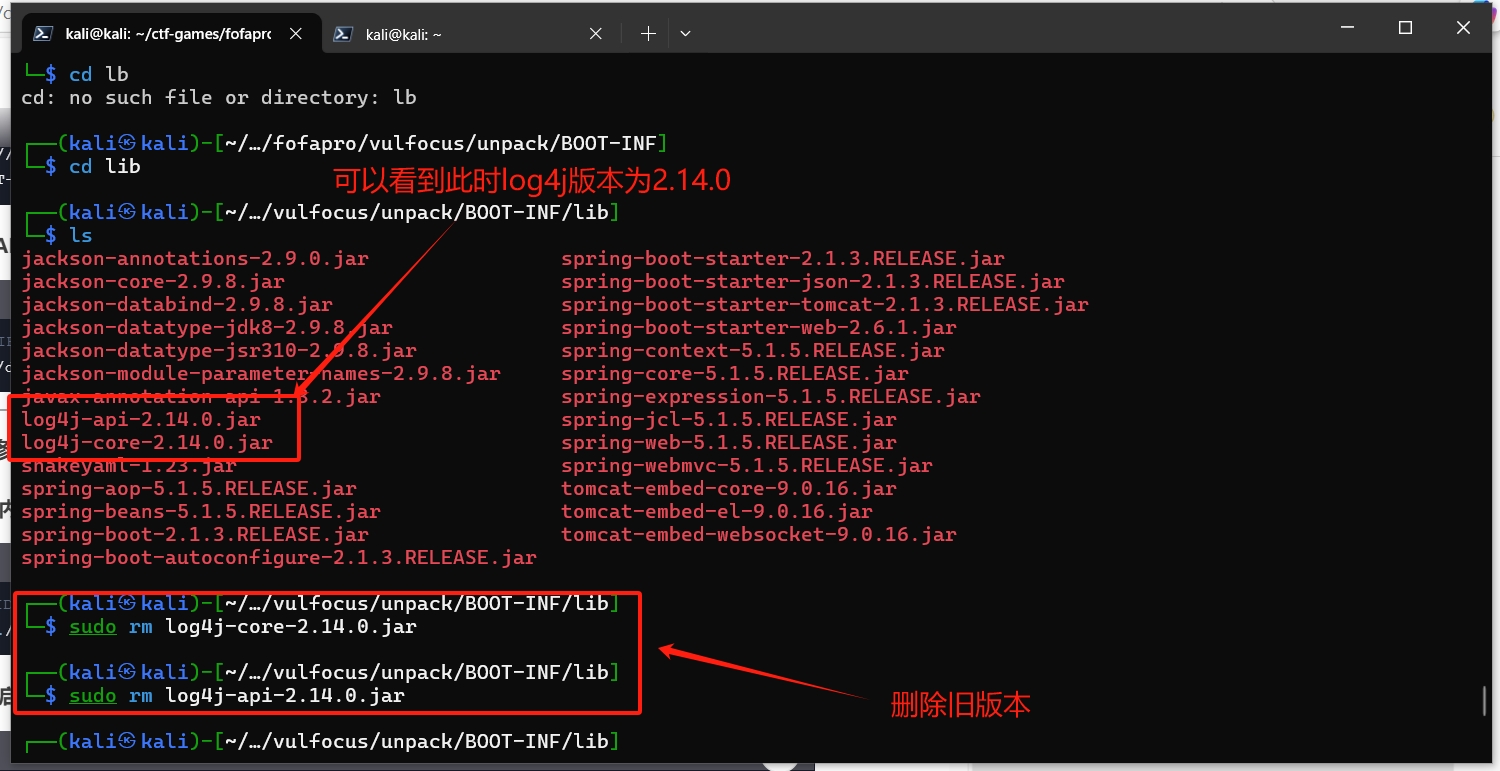 kali@kali: ~/ctf-games/fofapro
kali@kali: ~
└─$ cd lb
cd: no such file or directory: lb
┌──(kali㉿kali)-[~/…/fofapro/vulfocus/unpack/BOOT-INF]
└─$ cd lib
可以看到此时log4j版本为2.14.0
┌──(kali㉿kali)-[~/…/vulfocus/unpack/BOOT-INF/lib]
└─$ ls
jackson-annotations-2.9.0.jar spring-boot-starter-2.1.3.RELEASE.jar
jackson-core-2.9.8.jar spring-boot-starter-json-2.1.3.RELEASE.jar
jackson-databind-2.9.8.jar spring-boot-starter-tomcat-2.1.3.RELEASE.jar
jackson-datatype-jdk8-2.9.8.jar spring-boot-starter-web-2.6.1.jar
jackson-datatype-jsr310-2.9.8.jar spring-context-5.1.5.RELEASE.jar
jackson-module-parameter-names-2.9.8.jar spring-core-5.1.5.RELEASE.jar
javax.annotation-api-1.3.2.jar spring-expression-5.1.5.RELEASE.jar
log4j-api-2.14.0.jar spring-jcl-5.1.5.RELEASE.jar
log4j-core-2.14.0.jar spring-web-5.1.5.RELEASE.jar
snakeyaml-1.23.jar spring-webmvc-5.1.5.RELEASE.jar
spring-aop-5.1.5.RELEASE.jar tomcat-embed-core-9.0.16.jar
spring-beans-5.1.5.RELEASE.jar tomcat-embed-el-9.0.16.jar
spring-boot-2.1.3.RELEASE.jar tomcat-embed-websocket-9.0.16.jar
spring-boot-autoconfigure-2.1.3.RELEASE.jar
┌──(kali㉿kali)-[~/…/vulfocus/unpack/BOOT-INF/lib]
└─$ sudo rm log4j-core-2.14.0.jar
┌──(kali㉿kali)-[~/…/vulfocus/unpack/BOOT-INF/lib]
└─$ sudo rm log4j-api-2.14.0.jar
删除旧版本
┌──(kali㉿kali)-[~/…/vulfocus/unpack/BOOT-INF/lib]